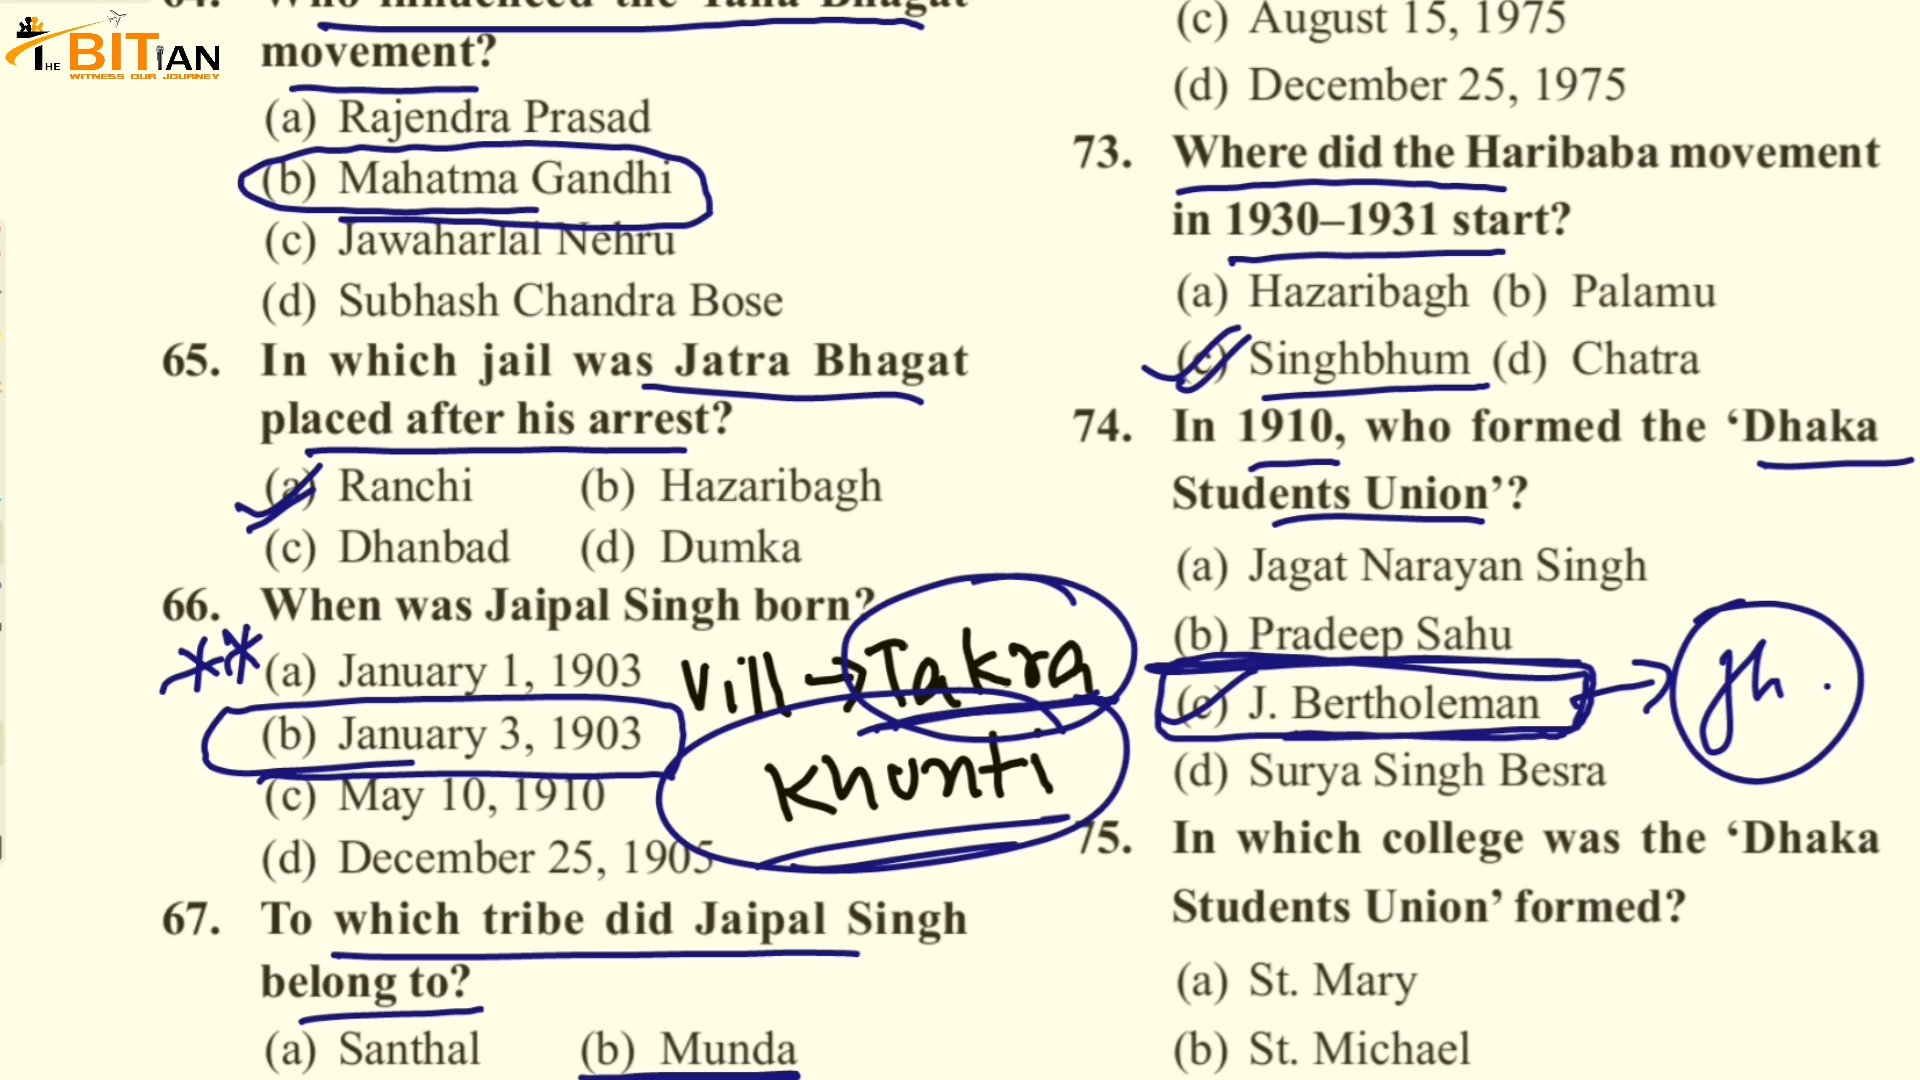 THE BITIAN
WITNESS OUR JOURNEY
movement?
(a) Rajendra Prasad
(b) Mahatma Gandhi
(c) Jawaharlal Nehru
(d) Subhash Chandra Bose
65. In which jail was Jatra Bhagat
placed after his arrest?
(a) Ranchi (b) Hazaribagh
(c) Dhanbad (d) Dumka
66. When was Jaipal Singh born?
(a) January 1, 1903
(b) January 3, 1903
(c) May 10, 1910
(d) December 25, 1905
Vill → Takra
Khunti
67. To which tribe did Jaipal Singh
belong to?
(a) Santhal (b) Munda
(c) August 15, 1975
(d) December 25, 1975
73. Where did the Haribaba movement
in 1930–1931 start?
(a) Hazaribagh (b) Palamu
(c) Singhbhum (d) Chatra
74. In 1910, who formed the ‘Dhaka
Students Union’?
(a) Jagat Narayan Singh
(b) Pradeep Sahu
(c) J. Bertholeman
(d) Surya Singh Besra
→ Jh.
75. In which college was the ‘Dhaka
Students Union’ formed?
(a) St. Mary
(b) St. Michael